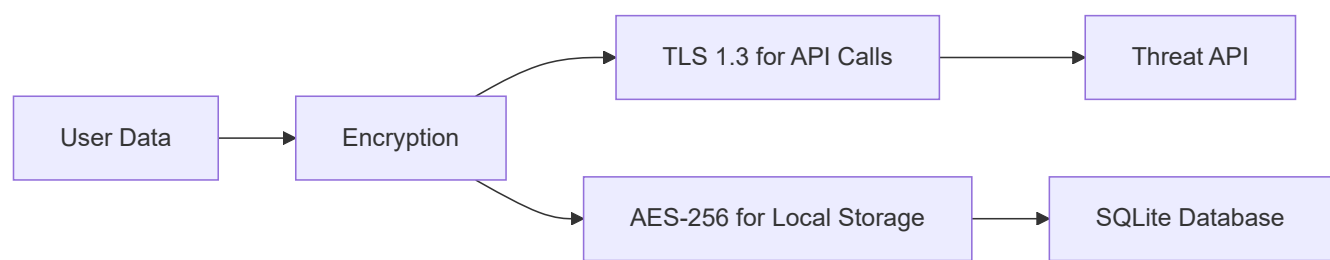 User Data
Encryption
TLS 1.3 for API Calls
Threat API
AES-256 for Local Storage
SQLite Database